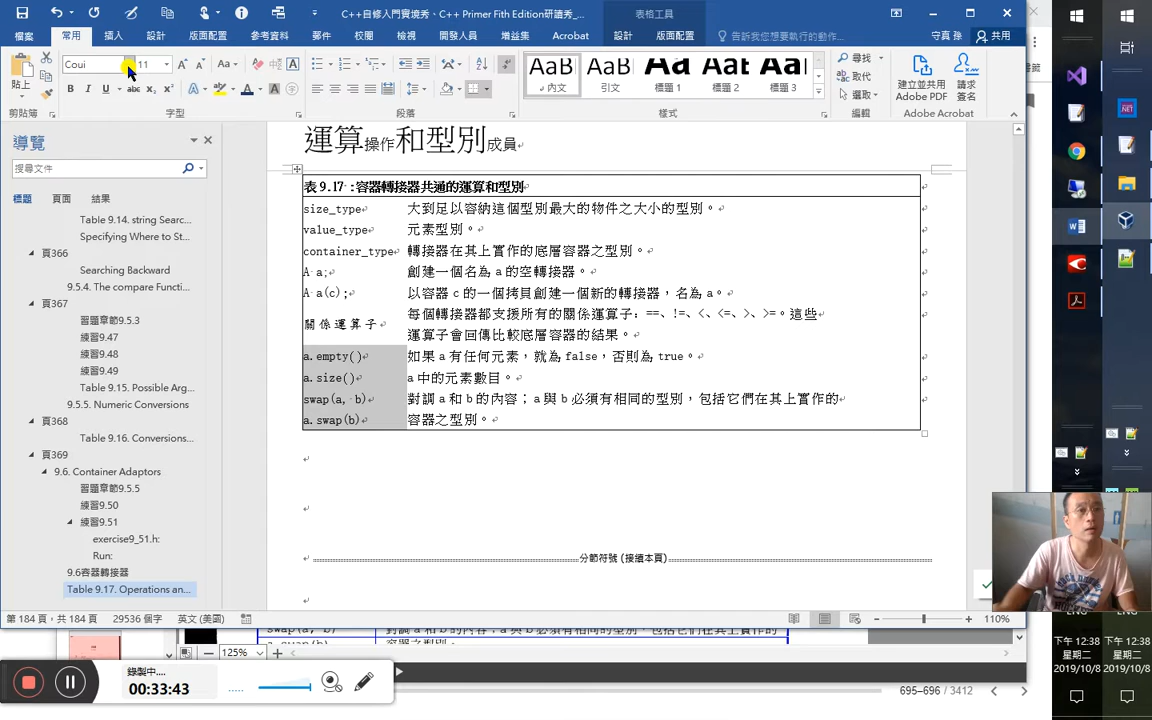 C++自修入門實境秀、C++ Primer Fith Edition研讀秀_...
表格工具
檔案 常用 插入 設計 版面配置 參考資料 郵件 校閱 檢視 開發人員 增益集 Acrobat 設計 版面配置 告訴我您想要執行的動作... 守真 孫 共用
Coui 11
貼上
AaB AaB Aa Aat Aal
內文 引文 標題 1 標題 2 標題 3
尋找
取代
選取
建立並共用 Adobe PDF
請求 簽名
剪貼簿 字型 段落 樣式 編輯 Adobe Acrobat
導覽
搜尋文件
標題 頁面 結果
Table 9.14. string Searc...
Specifying Where to St...
頁366
Searching Backward
9.5.4. The compare Functi...
頁367
習題章節9.5.3
練習9.47
練習9.48
練習9.49
Table 9.15. Possible Arg...
9.5.5. Numeric Conversions
頁368
Table 9.16. Conversions...
頁369
9.6. Container Adaptors
習題章節9.5.5
練習9.50
練習9.51
exercise9_51.h:
Run:
9.6容器轉接器
Table 9.17. Operations an...
運算操作和型別成員
表 9.17 :容器轉接器共通的運算和型別
size_type 大到足以容納這個型別最大的物件之大小的型別。
value_type 元素型別。
container_type 轉接器在其上實作的底層容器之型別。
A a; 創建一個名為 a 的空轉接器。
A a(c); 以容器 c 的一個拷貝創建一個新的轉接器，名為 a。
關係運算子 每個轉接器都支援所有的關係運算子：==、!=、<、<=、>、>=。這些
運算子會回傳比較底層容器的結果。
a.empty() 如果 a 有任何元素，就為 false，否則為 true。
a.size() a 中的元素數目。
swap(a, b) 對調 a 和 b 的內容；a 與 b 必須有相同的型別，包括它們在其上實作的
a.swap(b) 容器之型別。
分節符號 (接續本頁)
第 184 頁，共 184 頁 29536 個字 英文 (美國) 110%
125%
錄製中...
00:33:43
695–696 / 3412
下午 12:38
星期二
2019/10/8
下午 12:38
星期二
2019/10/8